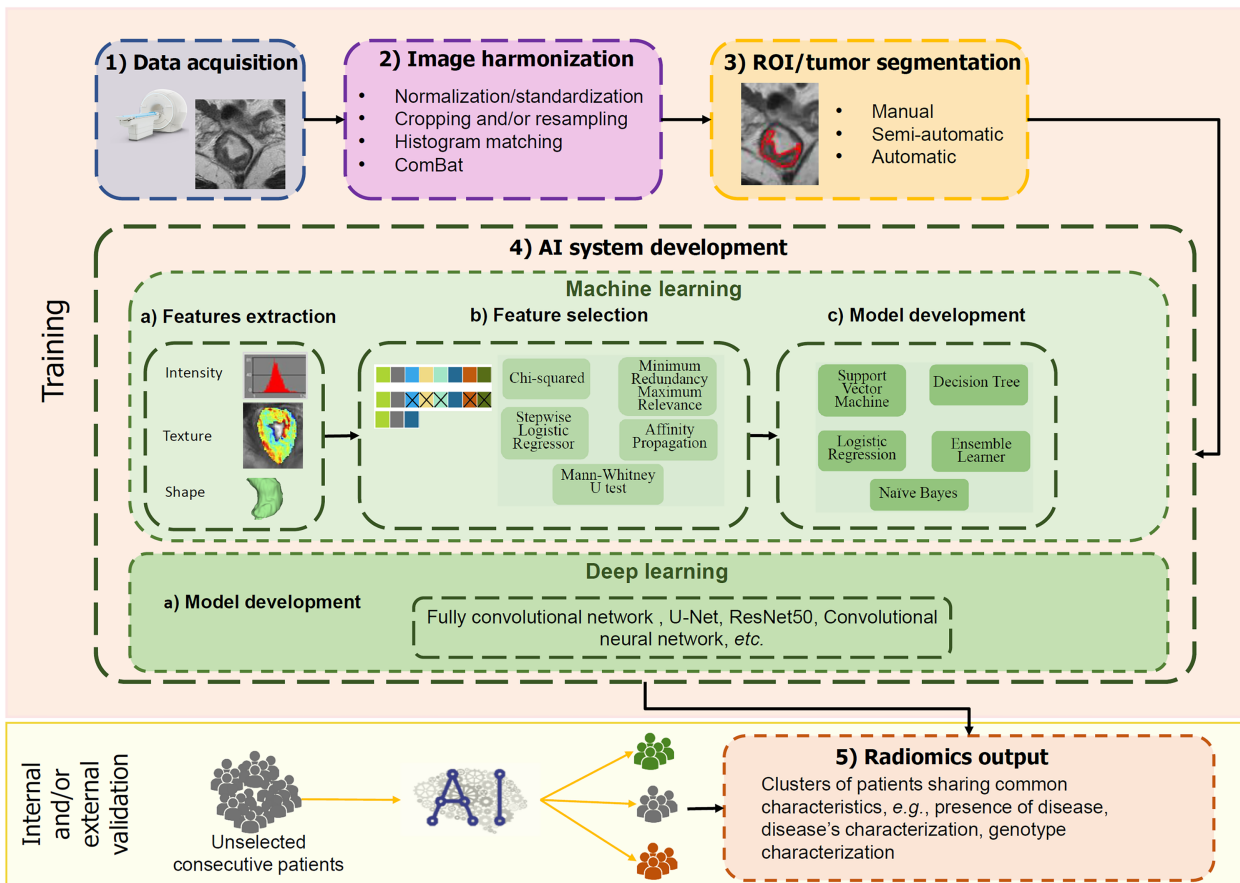 1) Data acquisition
2) Image harmonization
• Normalization/standardization
• Cropping and/or resampling
• Histogram matching
• ComBat
3) ROI/tumor segmentation
• Manual
• Semi-automatic
• Automatic
Training
4) AI system development
Machine learning
a) Features extraction
Intensity
Texture
Shape
b) Feature selection
Chi-squared
Minimum
Redundancy
Maximum
Relevance
Stepwise
Logistic
Regressor
Affinity
Propagation
Mann-Whitney
U test
c) Model development
Support
Vector
Machine
Decision Tree
Logistic
Regression
Ensemble
Learner
Naïve Bayes
Deep learning
a) Model development
Fully convolutional network , U-Net, ResNet50, Convolutional
neural network, etc.
Internal
and/or
external
validation
Unselected
consecutive patients
AI
5) Radiomics output
Clusters of patients sharing common
characteristics, e.g., presence of disease,
disease’s characterization, genotype
characterization